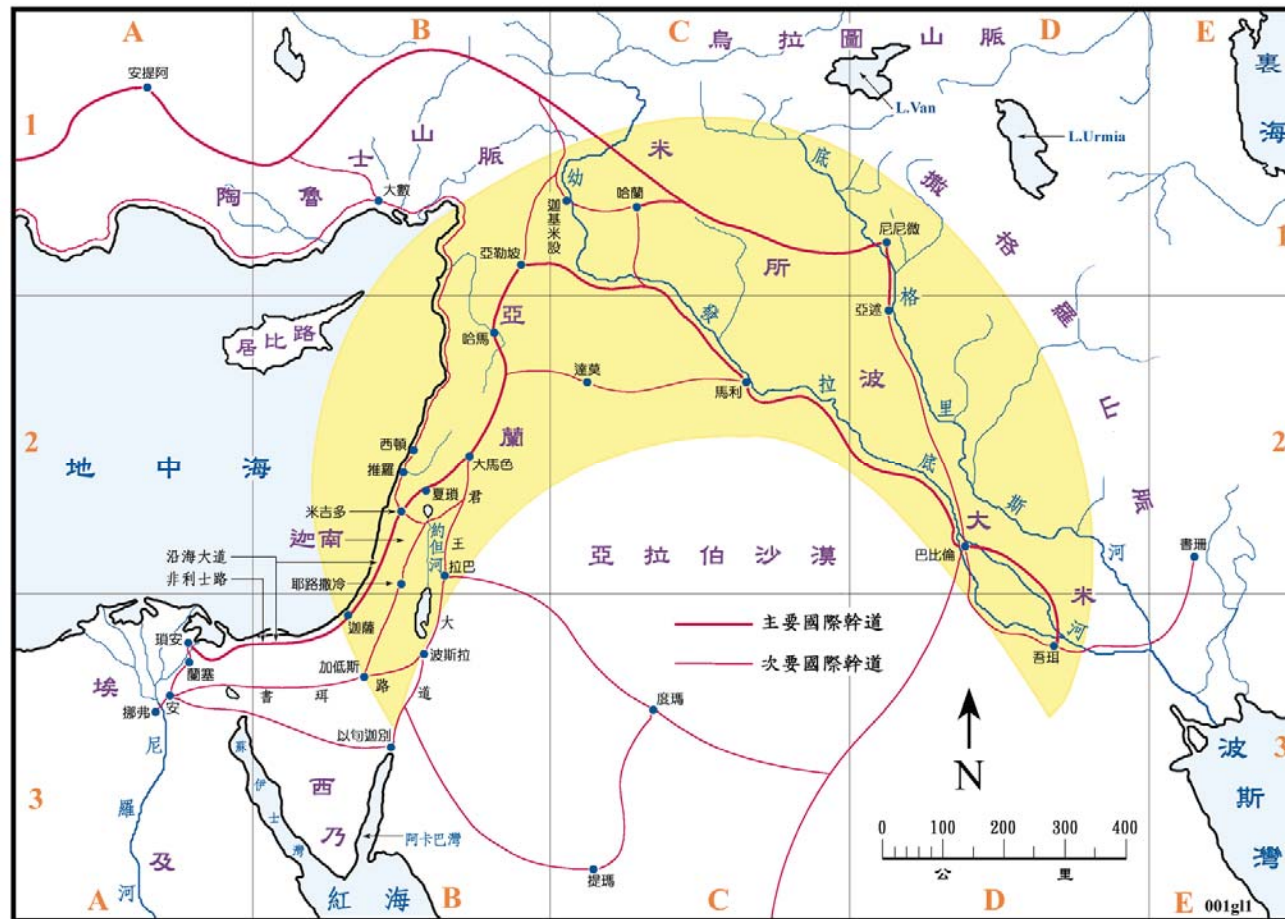 A
B
C
D
E
烏拉圖山脈
裏海
安提阿
L.Van
L.Urmia
1
陶魯士山脈
大數
幼發拉底河
迦基米設
哈蘭
米所波大米
底格里斯河
撒格羅山脈
尼尼微
1
亞勒坡
亞述
居比路
哈馬
亞蘭
達莫
馬利
2
地中海
西頓
推羅
大馬色
夏瑣
米吉多
君王大道
約但河
迦南
2
沿海大道
非利士路
耶路撒冷
拉巴
亞拉伯沙漠
巴比倫
書珊
主要國際幹道
次要國際幹道
迦薩
瑣安
蘭塞
加低斯
波斯拉
書珥路
吾珥
埃及
挪弗
安
度瑪
以旬迦別
尼羅河
蘇伊士灣
西乃
N
波斯灣
3
3
阿卡巴灣
提瑪
0 100 200 300 400
公里
紅海
A
B
C
D
E
001gl1